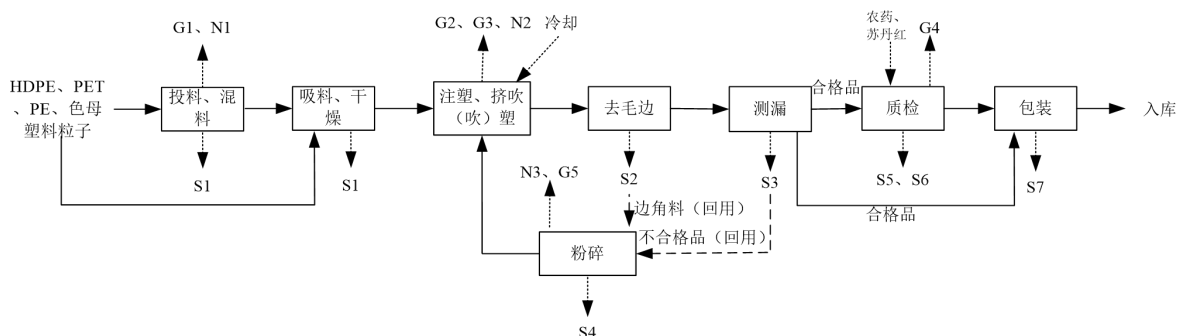 G1、N1
G2、G3、N2
冷却
农药、
苏丹红
G4
HDPE、PET
、PE、色母
塑料粒子
投料、混
料
吸料、干
燥
注塑、挤吹
（吹）塑
去毛边
测漏
合格品
质检
包装
入库
S1
S1
S2
S3
S5、S6
S7
N3、G5
边角料（回用）
不合格品（回用）
合格品
粉碎
S4